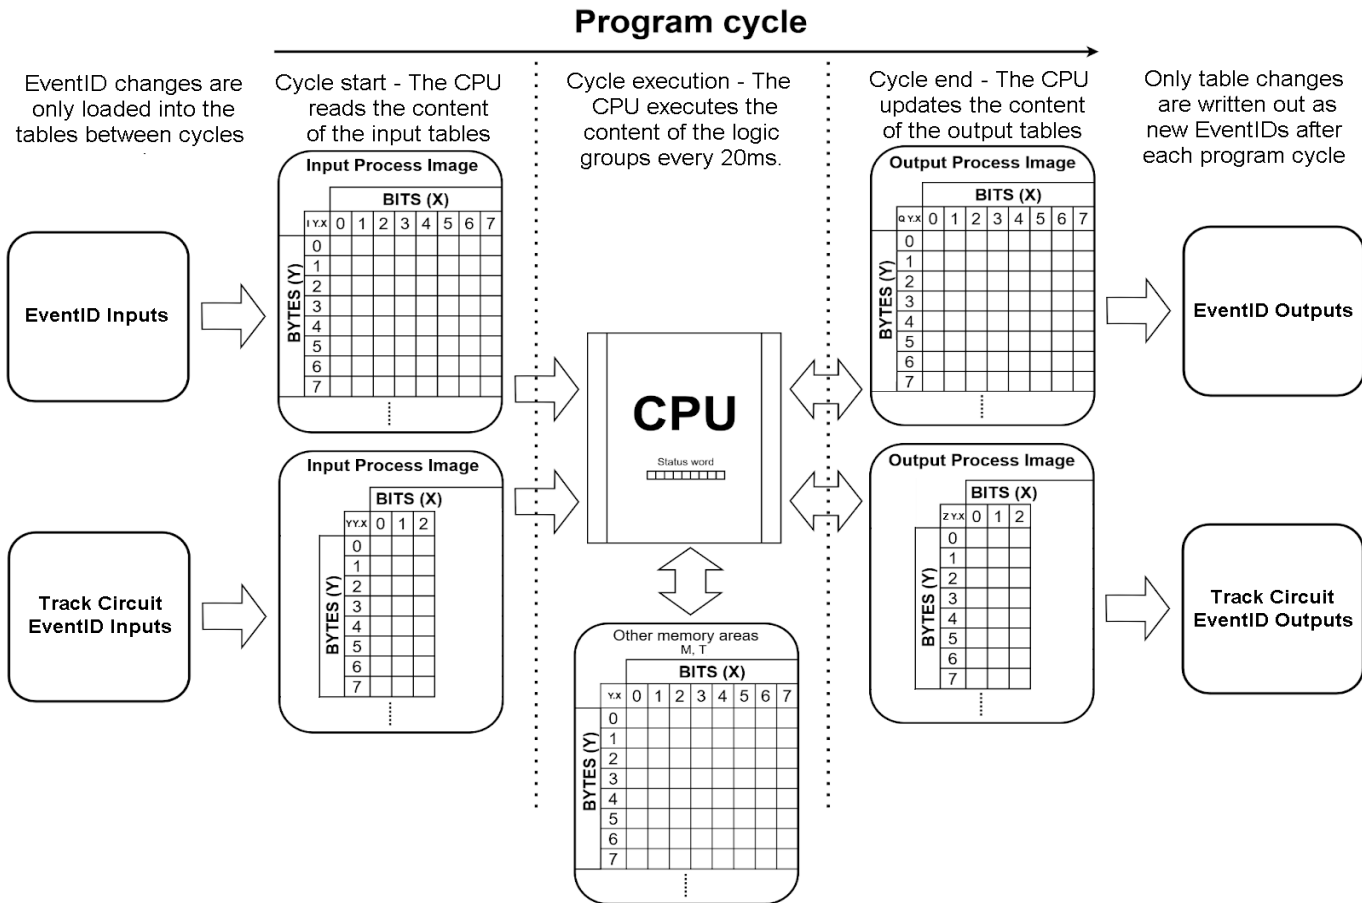 Program cycle
EventID changes are
only loaded into the
tables between cycles
Cycle start - The CPU
reads the content
of the input tables
Cycle execution - The
CPU executes the
content of the logic
groups every 20ms.
Cycle end - The CPU
updates the content
of the output tables
Only table changes
are written out as
new EventIDs after
each program cycle
EventID Inputs
Input Process Image
BITS (X)
I Y.X 0 1 2 3 4 5 6 7
BYTES (Y)
0
1
2
3
4
5
6
7
Track Circuit
EventID Inputs
Input Process Image
BITS (X)
YY.X 0 1 2
BYTES (Y)
0
1
2
3
4
5
6
7
CPU
Status word
Other memory areas
M, T
BITS (X)
Y.X 0 1 2 3 4 5 6 7
BYTES (Y)
0
1
2
3
4
5
6
7
Output Process Image
BITS (X)
Q Y.X 0 1 2 3 4 5 6 7
BYTES (Y)
0
1
2
3
4
5
6
7
EventID Outputs
Output Process Image
BITS (X)
Z Y.X 0 1 2
BYTES (Y)
0
1
2
3
4
5
6
7
Track Circuit
EventID Outputs